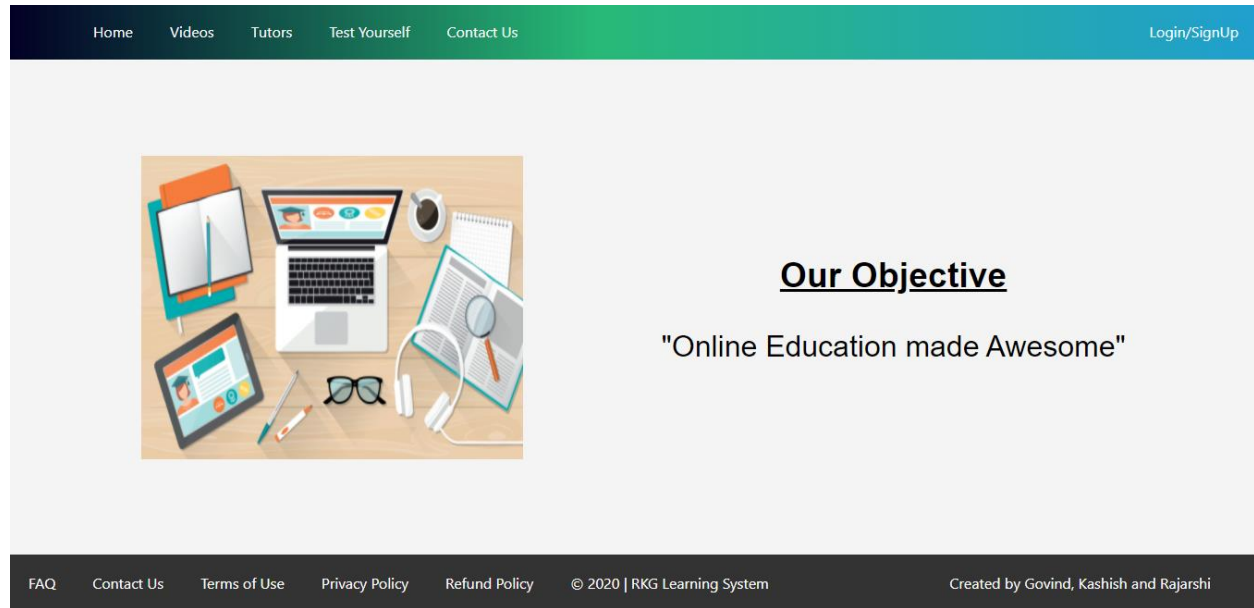 Home Videos Tutors Test Yourself Contact Us Login/SignUp
Our Objective
"Online Education made Awesome"
FAQ Contact Us Terms of Use Privacy Policy Refund Policy © 2020 | RKG Learning System Created by Govind, Kashish and Rajarshi